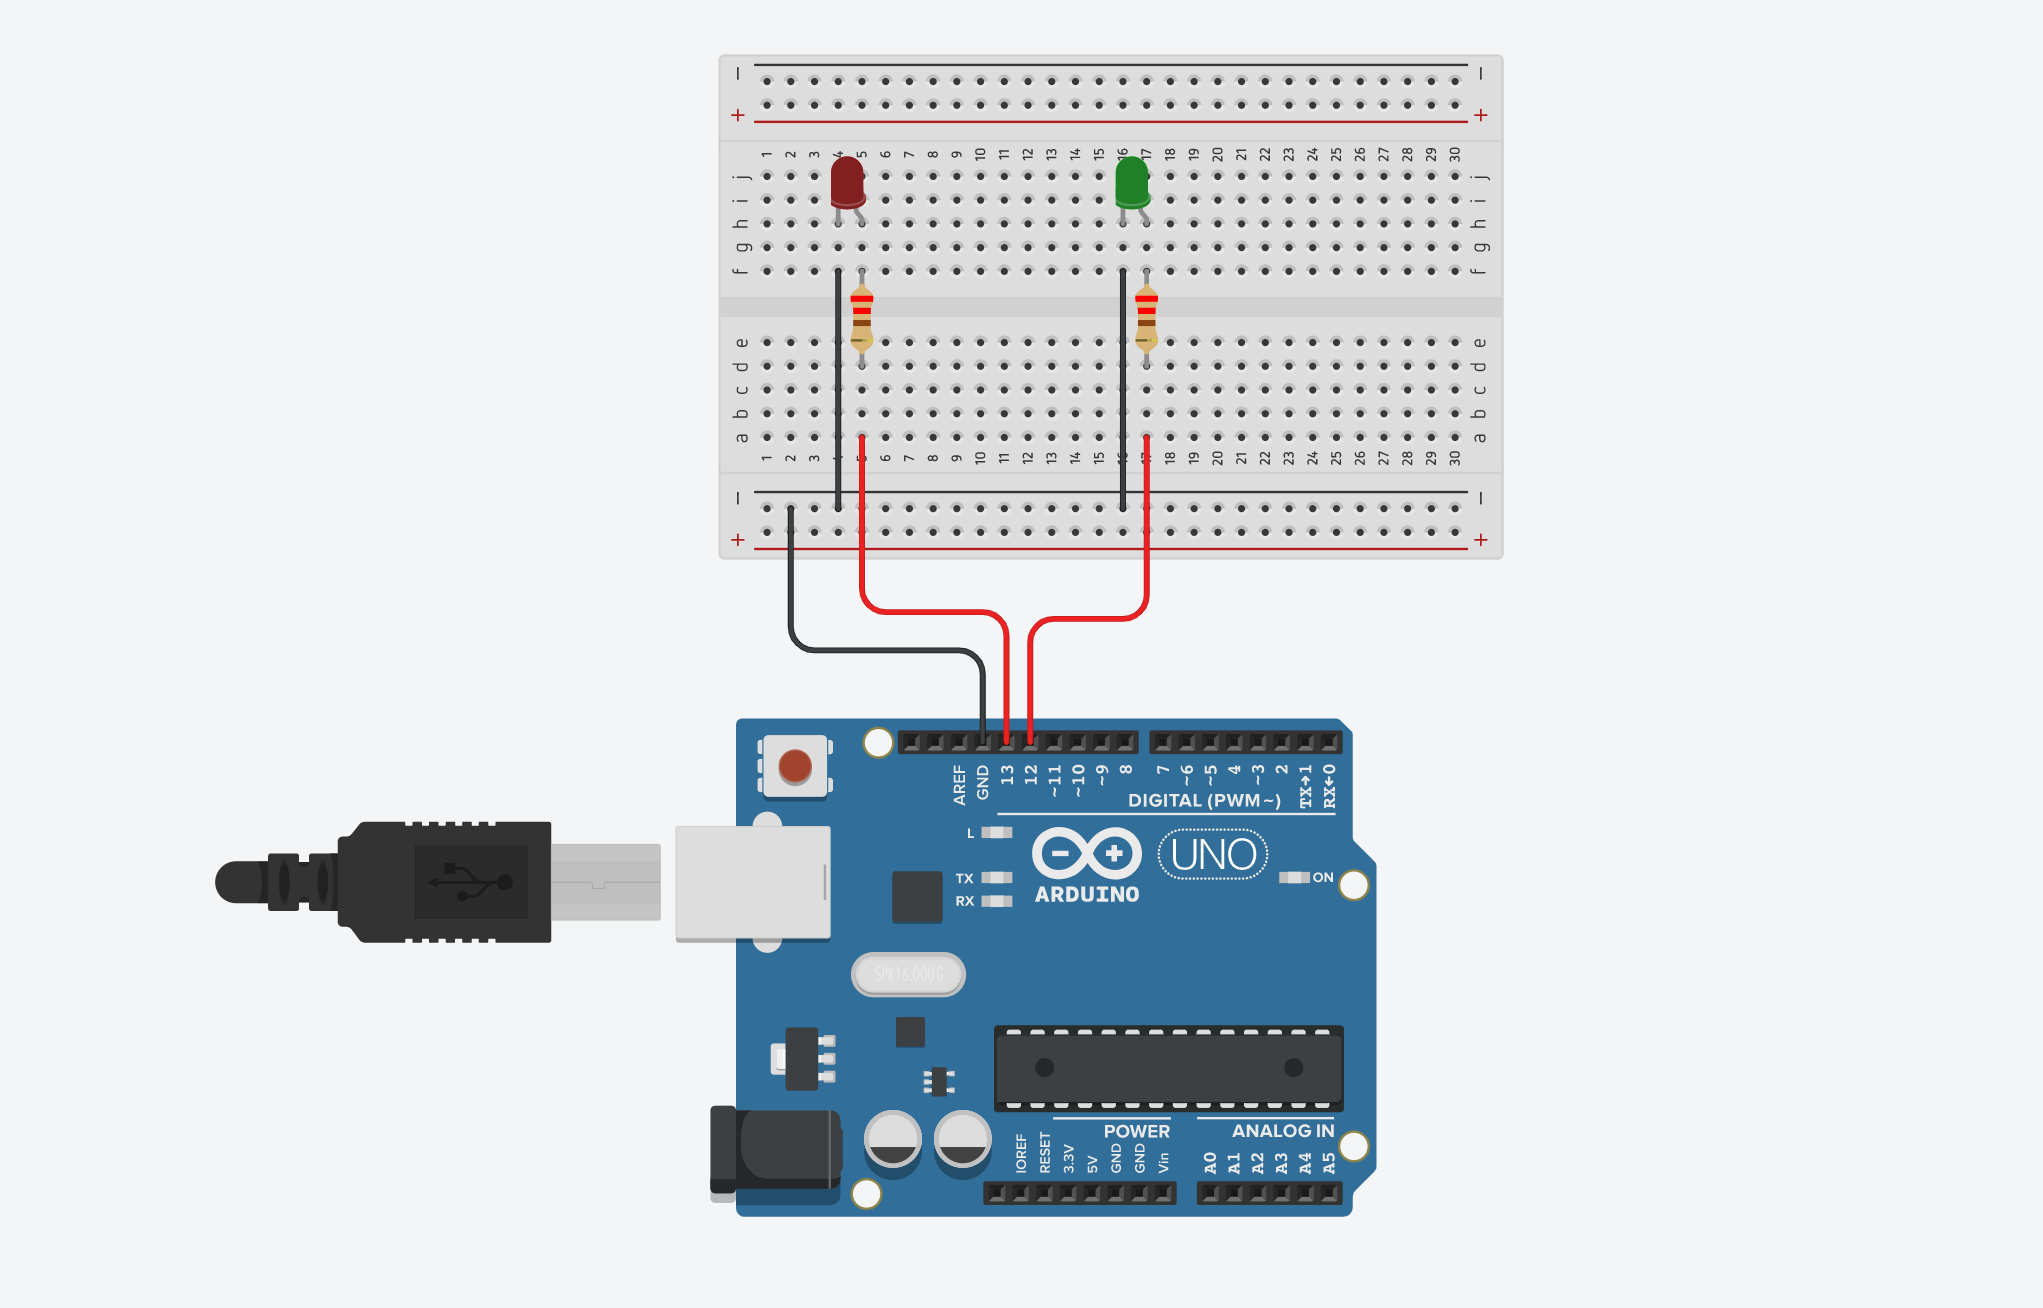 − −
+ +
1 2 3 4 5 6 7 8 9 10 11 12 13 14 15 16 17 18 19 20 21 22 23 24 25 26 27 28 29 30
j j
i i
h h
g g
f f
e e
d d
c c
b b
a a
1 2 3 4 5 6 7 8 9 10 11 12 13 14 15 16 17 18 19 20 21 22 23 24 25 26 27 28 29 30
− −
+ +
AREF GND 13 12 ~11 ~10 ~9 8 7 ~6 ~5 4 ~3 2 TX→1 RX←0
DIGITAL (PWM~)
L
UNO
TX
ON
ARDUINO
RX
SPK16.000G
POWER
ANALOG IN
IOREF RESET 3.3V 5V GND GND Vin A0 A1 A2 A3 A4 A5